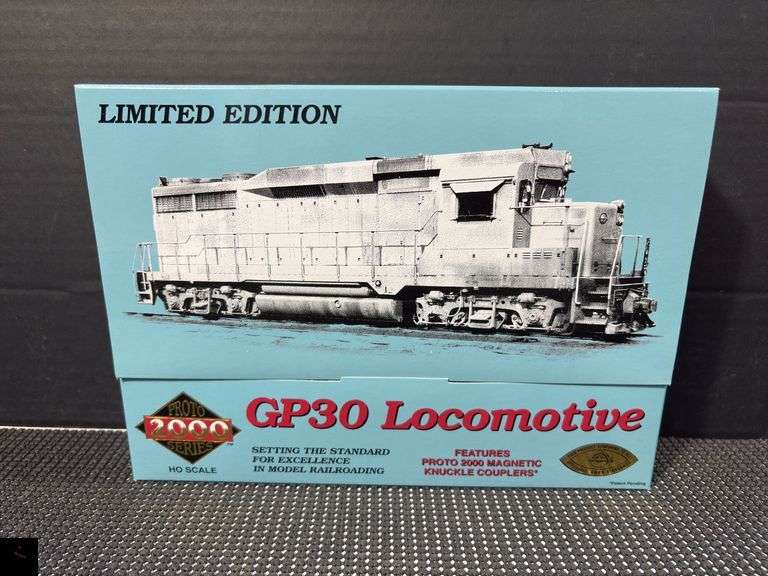 LIMITED EDITION
PROTO
2000
SERIES
TM
HO SCALE
GP30 Locomotive
SETTING THE STANDARD
FOR EXCELLENCE
IN MODEL RAILROADING
FEATURES
PROTO 2000 MAGNETIC
KNUCKLE COUPLERS*
*Patent Pending